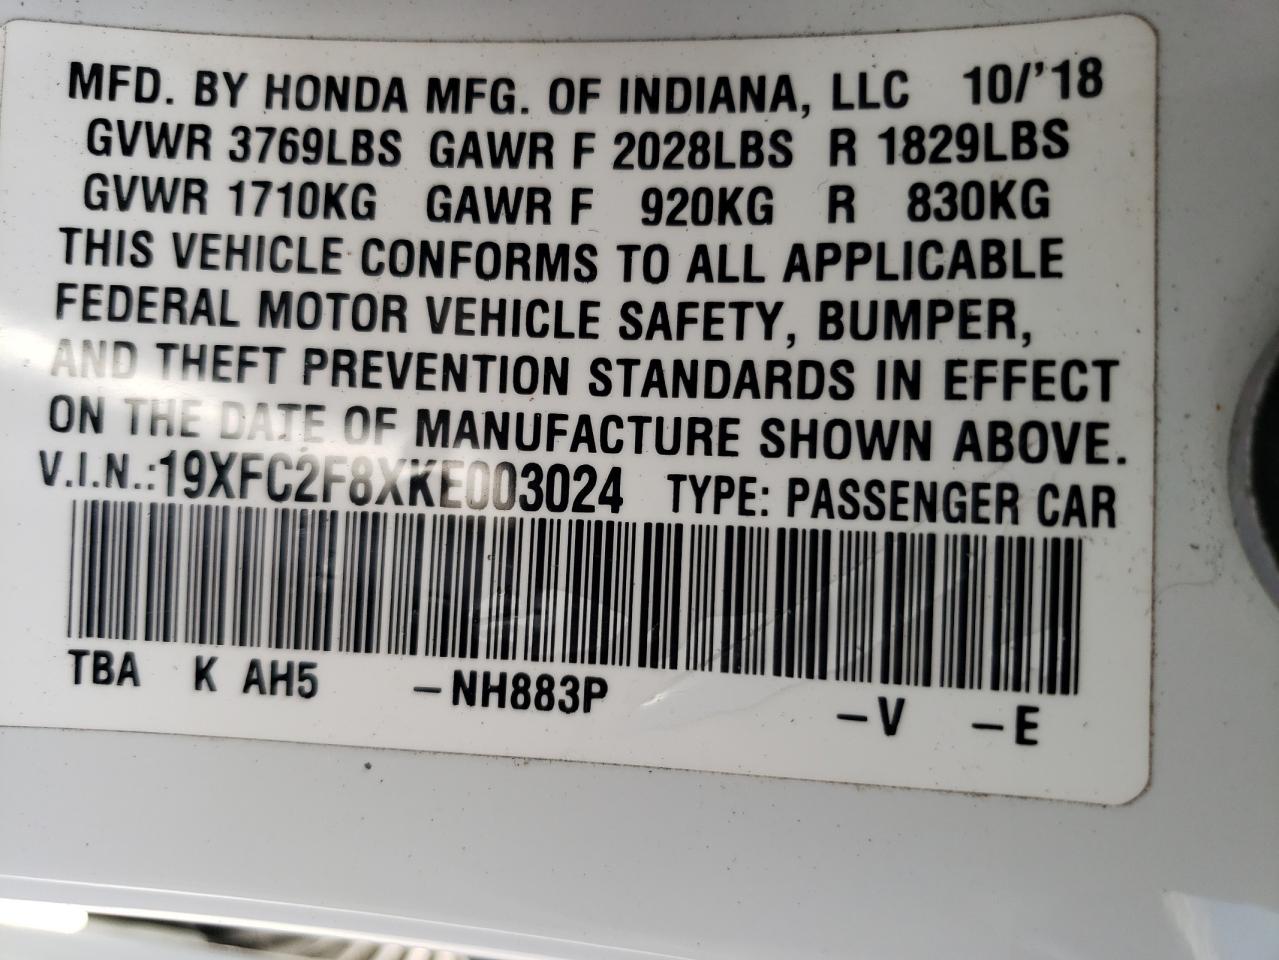 MFD. BY HONDA MFG. OF INDIANA, LLC 10/'18
GVWR 3769LBS GAWR F 2028LBS R 1829LBS
GVWR 1710KG GAWR F 920KG R 830KG
THIS VEHICLE CONFORMS TO ALL APPLICABLE
FEDERAL MOTOR VEHICLE SAFETY, BUMPER,
AND THEFT PREVENTION STANDARDS IN EFFECT
ON THE DATE OF MANUFACTURE SHOWN ABOVE.
V.I.N.:19XFC2F8XKE003024 TYPE: PASSENGER CAR
TBA K AH5 -NH883P -V -E